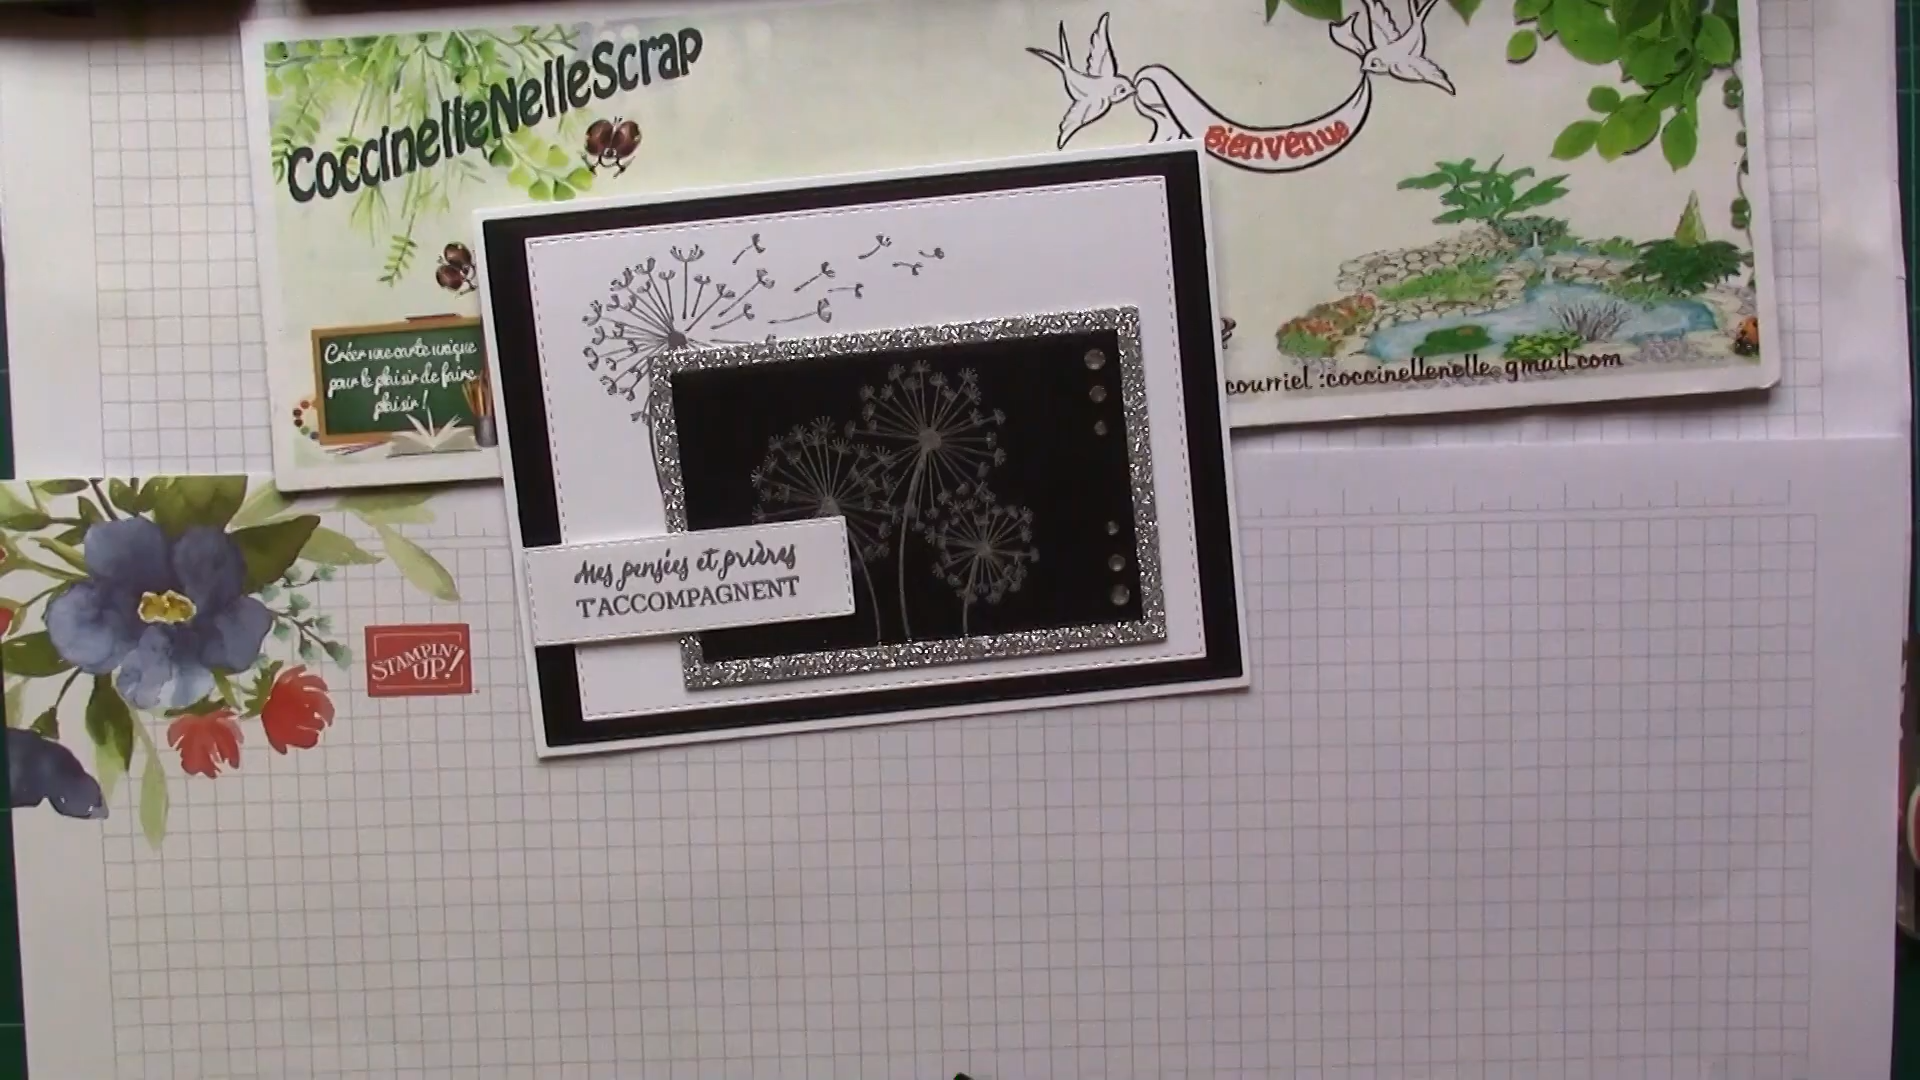 CoccinelleNelleScrap
Bienvenue
Créer une carte unique
pour le plaisir de faire
plaisir !
courriel :coccinellenelle gmail.com
Mes pensées et prières
T'ACCOMPAGNENT
STAMPIN'
UP!